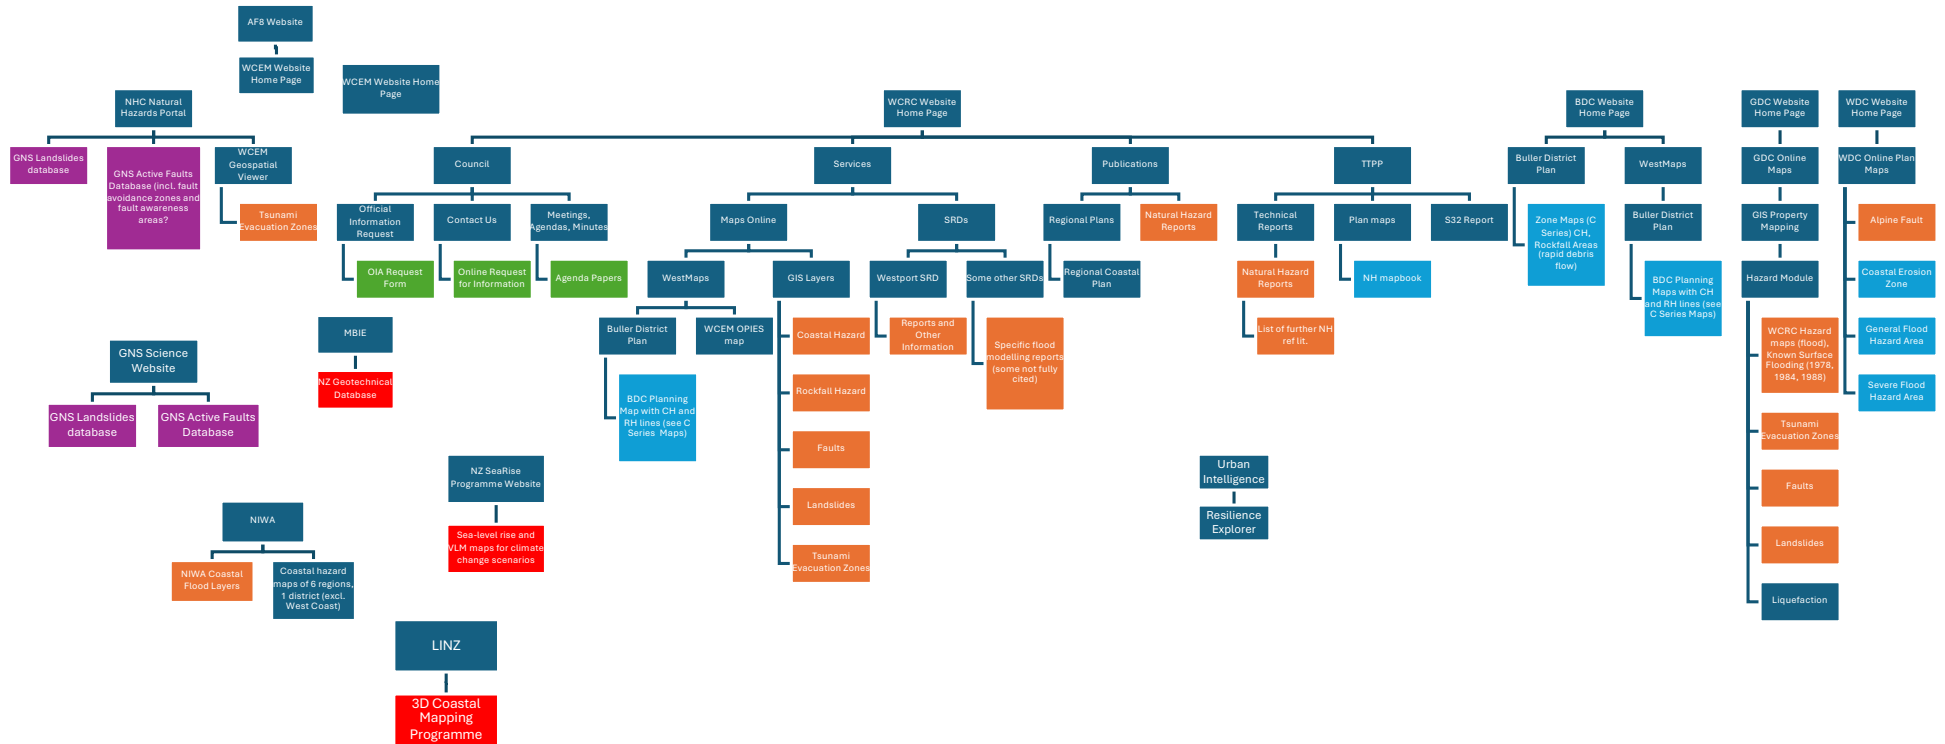 AF8 Website
WCEM Website
Home Page
WCEM Website Home
Page
NHC Natural
Hazards Portal
GNS Landslides
database
GNS Active Faults
Database (incl. fault
avoidance zones and
fault awareness
areas?
WCEM
Geospatial
Viewer
Tsunami
Evacuation Zones
WCRC Website
Home Page
Council
Official
Information
Request
OIA Request
Form
Contact Us
Online Request
for Information
Meetings,
Agendas, Minutes
Agenda Papers
Services
Maps Online
WestMaps
Buller District
Plan
BDC Planning
Map with CH and
RH lines (see C
Series Maps)
WCEM OPIES
map
GIS Layers
Coastal Hazard
Rockfall Hazard
Faults
Landslides
Tsunami
Evacuation Zones
SRDs
Westport SRD
Reports and
Other
Information
Some other SRDs
Specific flood
modelling reports
(some not fully
cited)
Publications
Regional Plans
Regional Coastal
Plan
Natural Hazard
Reports
TTPP
Technical
Reports
Natural Hazard
Reports
List of further NH
ref lit.
Plan maps
NH mapbook
S32 Report
BDC Website
Home Page
Buller District
Plan
Zone Maps (C
Series) CH,
Rockfall Areas
(rapid debris
flow)
WestMaps
Buller District
Plan
BDC Planning
Maps with CH
and RH lines (see
C Series Maps)
GDC Website
Home Page
GDC Online
Maps
GIS Property
Mapping
Hazard Module
WCRC Hazard
maps (flood),
Known Surface
Flooding (1978,
1984, 1988)
Tsunami
Evacuation Zones
Faults
Landslides
Liquefaction
WDC Website
Home Page
WDC Online Plan
Maps
Alpine Fault
Coastal Erosion
Zone
General Flood
Hazard Area
Severe Flood
Hazard Area
MBIE
NZ Geotechnical
Database
GNS Science
Website
GNS Landslides
database
GNS Active Faults
Database
NZ SeaRise
Programme Website
Sea-level rise and
VLM maps for climate
change scenarios
Urban
Intelligence
Resilience
Explorer
NIWA
NIWA Coastal
Flood Layers
Coastal hazard
maps of 6 regions,
1 district (excl.
West Coast)
LINZ
3D Coastal
Mapping
Programme